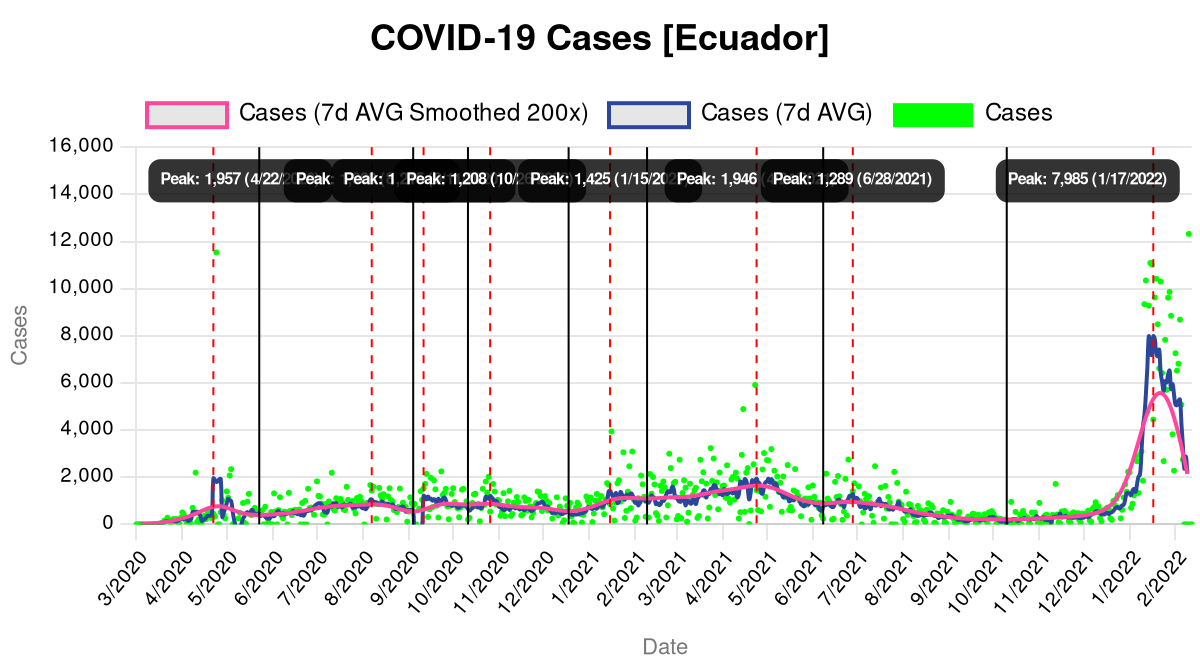 COVID-19 Cases [Ecuador]
Cases (7d AVG Smoothed 200x)
Cases (7d AVG)
Cases
16,000
14,000
12,000
10,000
8,000
6,000
4,000
2,000
0
Cases
Peak: 1,957 (4/22/
Peak:
Peak:
Peak: 1,208 (10/
Peak: 1,425 (1/15/
Peak: 1,946
Peak: 1,289 (6/28/2021)
Peak: 7,985 (1/17/2022)
3/2020
4/2020
5/2020
6/2020
7/2020
8/2020
9/2020
10/2020
11/2020
12/2020
1/2021
2/2021
3/2021
4/2021
5/2021
6/2021
7/2021
8/2021
9/2021
10/2021
11/2021
12/2021
1/2022
2/2022
Date